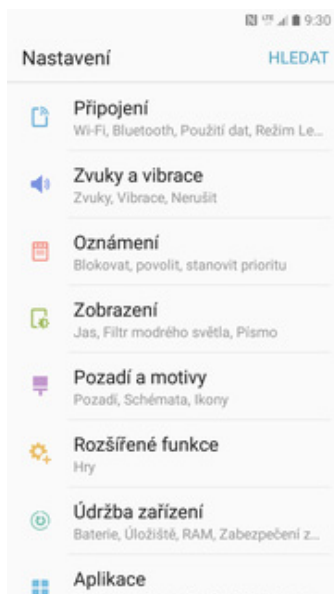 9:30
Nastavení HLEDAT
Připojení
Wi-Fi, Bluetooth, Použití dat, Režim Le...
Zvuky a vibrace
Zvuky, Vibrace, Nerušit
Oznámení
Blokovat, povolit, stanovit prioritu
Zobrazení
Jas, Filtr modrého světla, Písmo
Pozadí a motivy
Pozadí, Schémata, Ikony
Rozšířené funkce
Hry
Údržba zařízení
Baterie, Úložiště, RAM, Zabezpečení z...
Aplikace